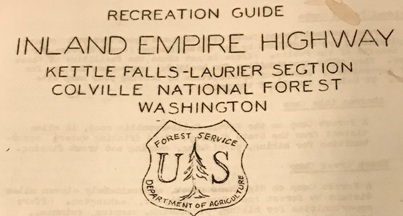 RECREATION GUIDE
INLAND EMPIRE HIGHWAY
KETTLE FALLS-LAURIER SECTION
COLVILLE NATIONAL FOREST
WASHINGTON
FOREST SERVICE
U S
DEPARTMENT OF AGRICULTURE